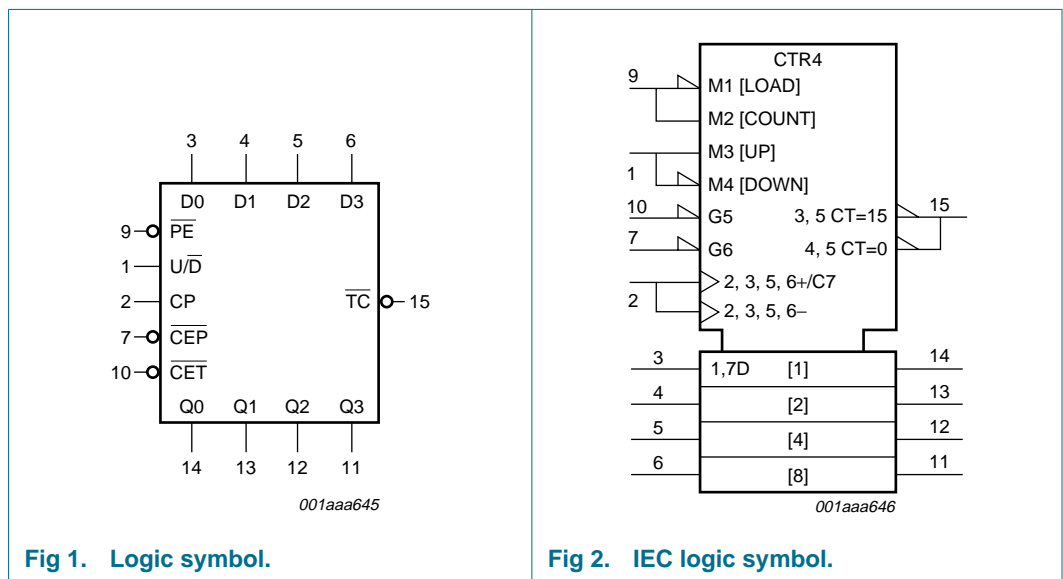 3 4 5 6
D0 D1 D2 D3
9 P̅E̅
1 U/D̅
2 CP T̅C̅ 15
7 C̅E̅P̅
10 C̅E̅T̅
Q0 Q1 Q2 Q3
14 13 12 11
001aaa645
Fig 1. Logic symbol.
CTR4
9 M1 [LOAD]
M2 [COUNT]
M3 [UP]
1 M4 [DOWN]
10 G5 3, 5 CT=15 15
7 G6 4, 5 CT=0
2, 3, 5, 6+/C7
2 2, 3, 5, 6−
3 1,7D [1] 14
4 [2] 13
5 [4] 12
6 [8] 11
001aaa646
Fig 2. IEC logic symbol.